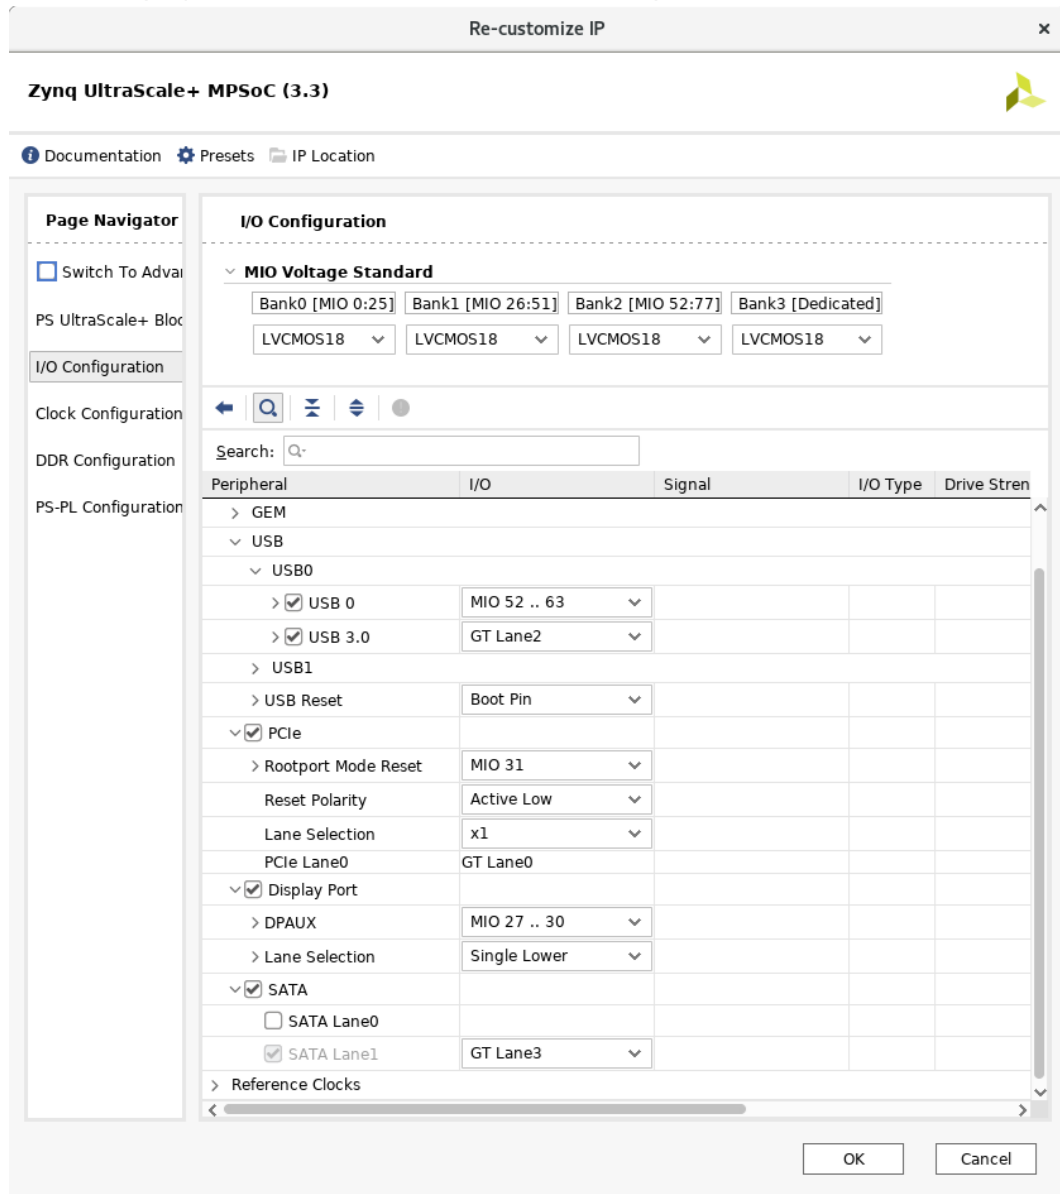 Re-customize IP
Zynq UltraScale+ MPSoC (3.3)
Documentation Presets IP Location
Page Navigator
Switch To Advar
PS UltraScale+ Bloc
I/O Configuration
Clock Configuration
DDR Configuration
PS-PL Configuration
I/O Configuration
MIO Voltage Standard
Bank0 [MIO 0:25] Bank1 [MIO 26:51] Bank2 [MIO 52:77] Bank3 [Dedicated]
LVCMOS18 LVCMOS18 LVCMOS18 LVCMOS18
Search:
Peripheral I/O Signal I/O Type Drive Stren
GEM
USB
USB0
USB 0 MIO 52 .. 63
USB 3.0 GT Lane2
USB1
USB Reset Boot Pin
PCIe
Rootport Mode Reset MIO 31
Reset Polarity Active Low
Lane Selection x1
PCIe Lane0 GT Lane0
Display Port
DPAUX MIO 27 .. 30
Lane Selection Single Lower
SATA
SATA Lane0
SATA Lane1 GT Lane3
Reference Clocks
OK Cancel